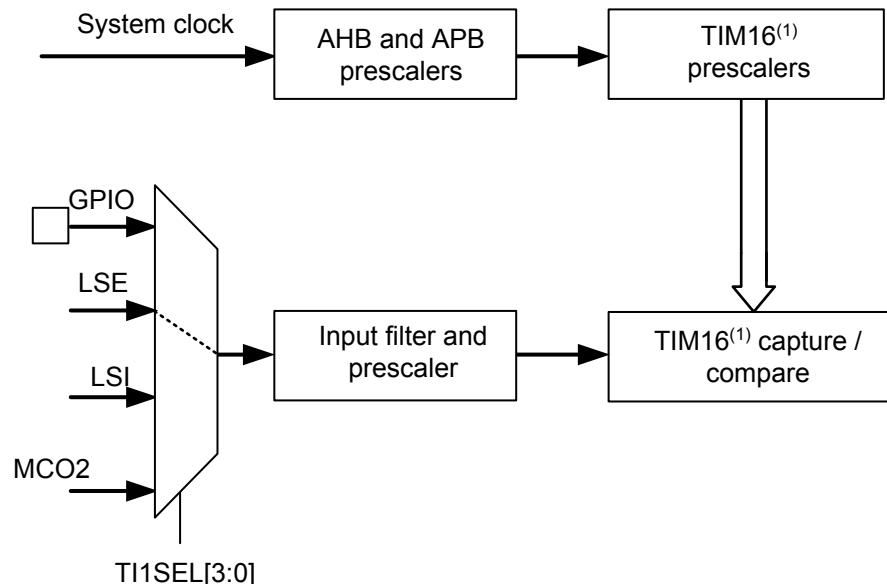 System clock
AHB and APB
prescalers
TIM16⁽¹⁾
prescalers
GPIO
LSE
LSI
MCO2
Input filter and
prescaler
TIM16⁽¹⁾ capture /
compare
TI1SEL[3:0]